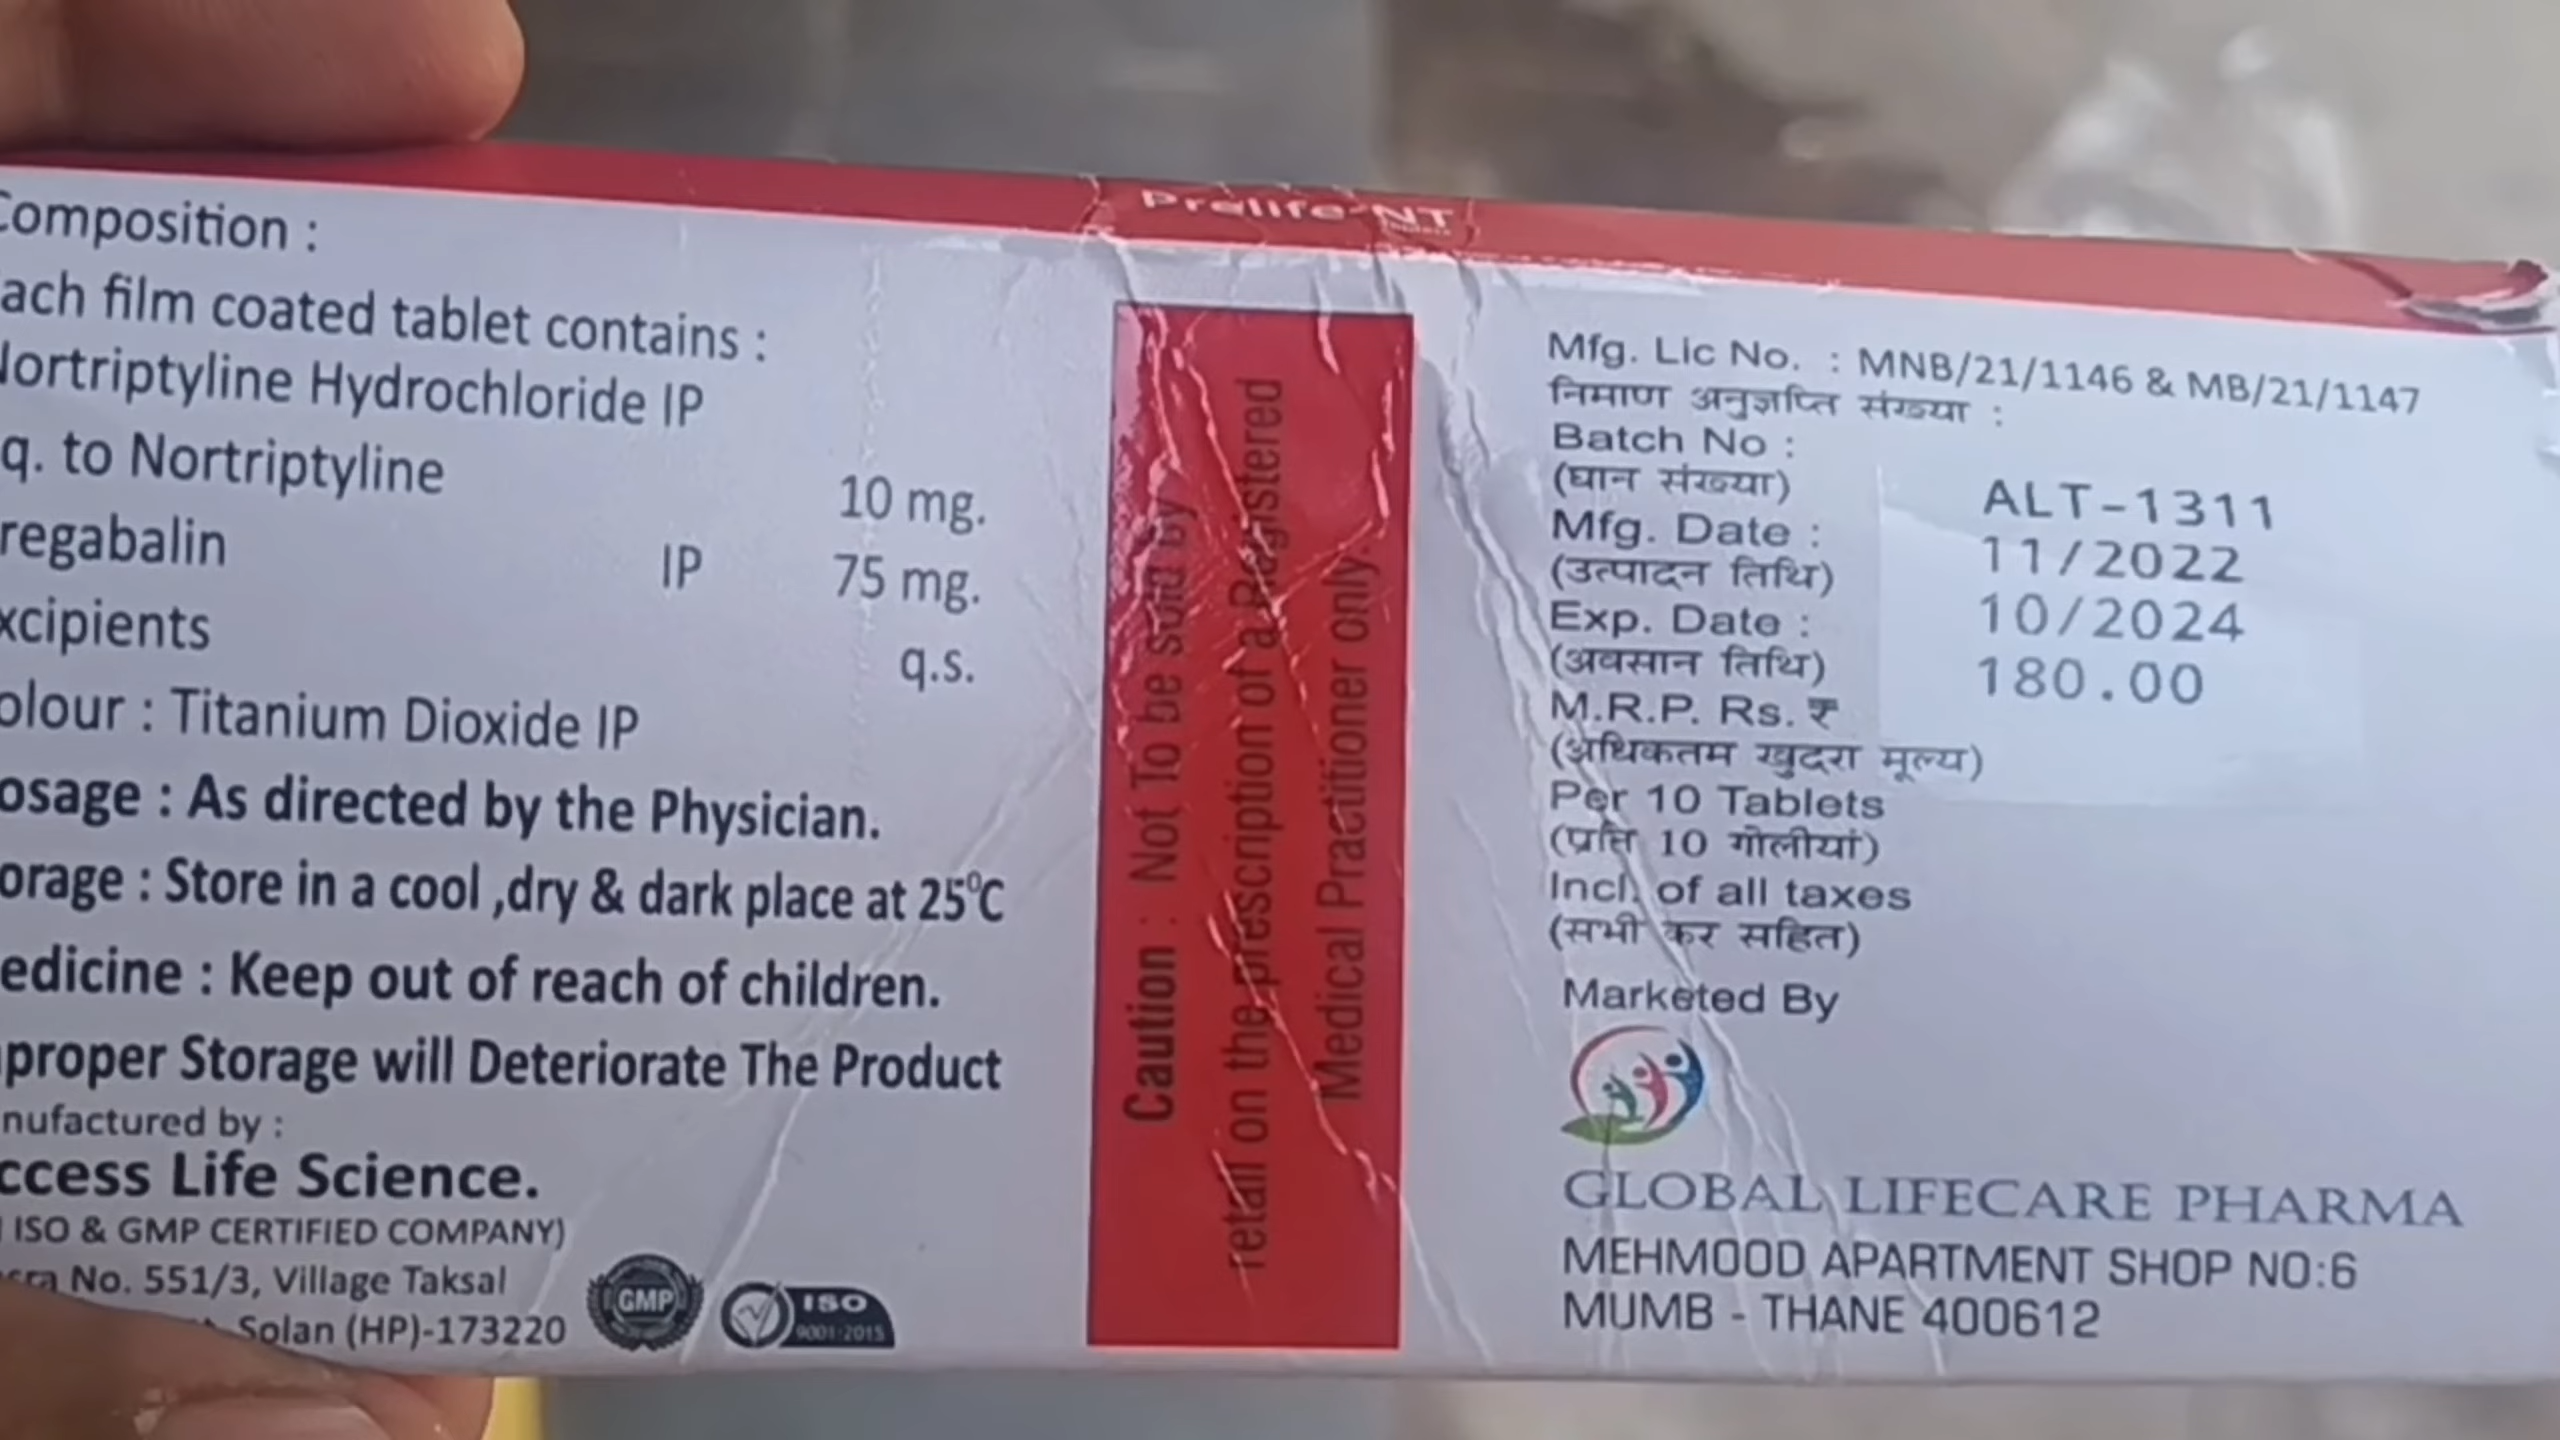 Prelife-NT
Tablets
Composition :
ach film coated tablet contains :
Nortriptyline Hydrochloride IP
q. to Nortriptyline 10 mg.
regabalin IP 75 mg.
xcipients q.s.
olour : Titanium Dioxide IP
osage : As directed by the Physician.
orage : Store in a cool ,dry & dark place at 25⁰C
edicine : Keep out of reach of children.
proper Storage will Deteriorate The Product
nufactured by :
ccess Life Science.
ISO & GMP CERTIFIED COMPANY)
No. 551/3, Village Taksal
Solan (HP)-173220
GMP
ISO
9001:2015
Caution : Not To be sold by
retail on the prescription of a Registered
Medical Practitioner only.
Mfg. Lic No. : MNB/21/1146 & MB/21/1147
निमाण अनुज्ञप्ति संख्या :
Batch No : ALT-1311
(घान संख्या)
Mfg. Date : 11/2022
(उत्पादन तिथि)
Exp. Date : 10/2024
(अवसान तिथि)
M.R.P. Rs. ₹ 180.00
(अधिकतम खुदरा मूल्य)
Per 10 Tablets
(प्रति 10 गोलीयां)
Incl. of all taxes
(सभी कर सहित)
Marketed By
GLOBAL LIFECARE PHARMA
MEHMOOD APARTMENT SHOP NO:6
MUMB - THANE 400612